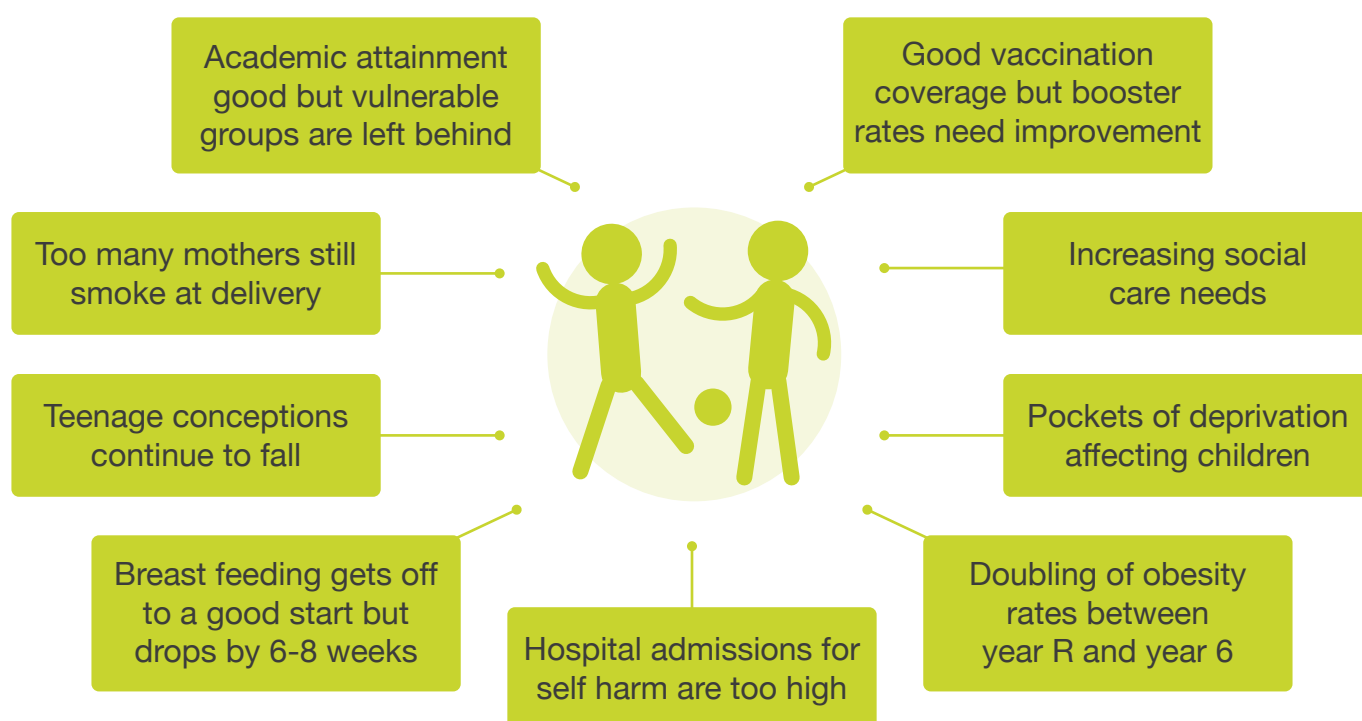 Academic attainment
good but vulnerable
groups are left behind
Good vaccination
coverage but booster
rates need improvement
Too many mothers still
smoke at delivery
Increasing social
care needs
Teenage conceptions
continue to fall
Pockets of deprivation
affecting children
Breast feeding gets off
to a good start but
drops by 6-8 weeks
Hospital admissions for
self harm are too high
Doubling of obesity
rates between
year R and year 6